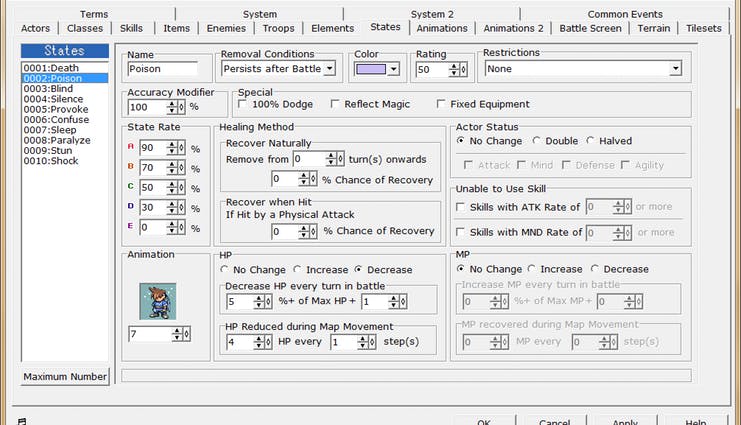 Terms System System 2 Common Events
Actors Classes Skills Items Enemies Troops Elements States Animations Animations 2 Battle Screen Terrain Tilesets
States
0001:Death
0002:Poison
0003:Blind
0004:Silence
0005:Provoke
0006:Confuse
0007:Sleep
0008:Paralyze
0009:Stun
0010:Shock
Maximum Number
Name
Poison
Removal Conditions
Persists after Battle
Color
Rating
50
Restrictions
None
Accuracy Modifier
100 %
Special
100% Dodge Reflect Magic Fixed Equipment
State Rate
A 90 %
B 70 %
C 50 %
D 30 %
E 0 %
Healing Method
Recover Naturally
Remove from 0 turn(s) onwards
0 % Chance of Recovery
Recover when Hit
If Hit by a Physical Attack
0 % Chance of Recovery
Actor Status
No Change Double Halved
Attack Mind Defense Agility
Unable to Use Skill
Skills with ATK Rate of 0 or more
Skills with MND Rate of 0 or more
Animation
7
HP
No Change Increase Decrease
Decrease HP every turn in battle
5 %+ of Max HP+ 1
HP Reduced during Map Movement
4 HP every 1 step(s)
MP
No Change Increase Decrease
Increase MP every turn in battle
0 %+ of Max MP+ 0
MP recovered during Map Movement
0 MP every 0 step(s)
OK Cancel Apply Help